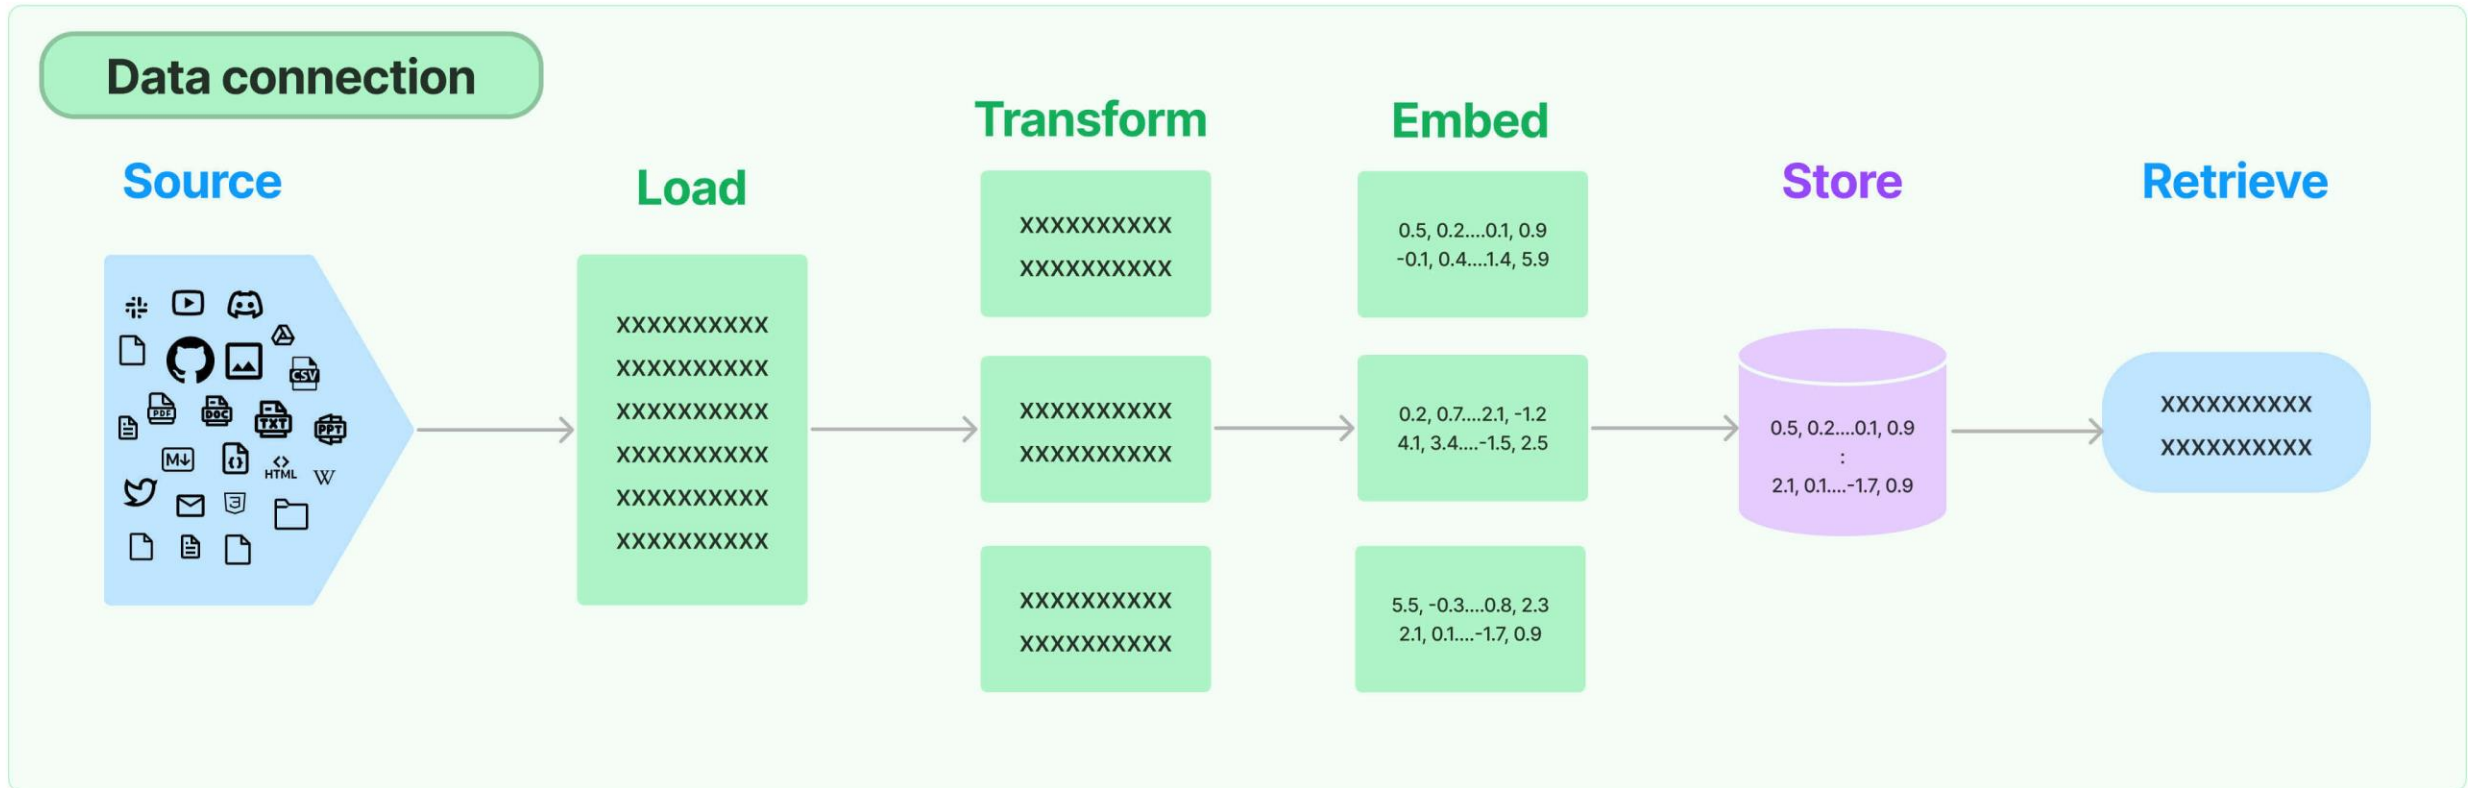 Data connection
Source
PDF
DOC
TXT
PPT
CSV
M
{}
<>
HTML
W
3
Load
XXXXXXXXXX
XXXXXXXXXX
XXXXXXXXXX
XXXXXXXXXX
XXXXXXXXXX
XXXXXXXXXX
Transform
XXXXXXXXXX
XXXXXXXXXX
XXXXXXXXXX
XXXXXXXXXX
XXXXXXXXXX
XXXXXXXXXX
Embed
0.5, 0.2....0.1, 0.9
-0.1, 0.4....1.4, 5.9
0.2, 0.7....2.1, -1.2
4.1, 3.4....-1.5, 2.5
5.5, -0.3....0.8, 2.3
2.1, 0.1....-1.7, 0.9
Store
0.5, 0.2....0.1, 0.9
:
2.1, 0.1....-1.7, 0.9
Retrieve
XXXXXXXXXX
XXXXXXXXXX